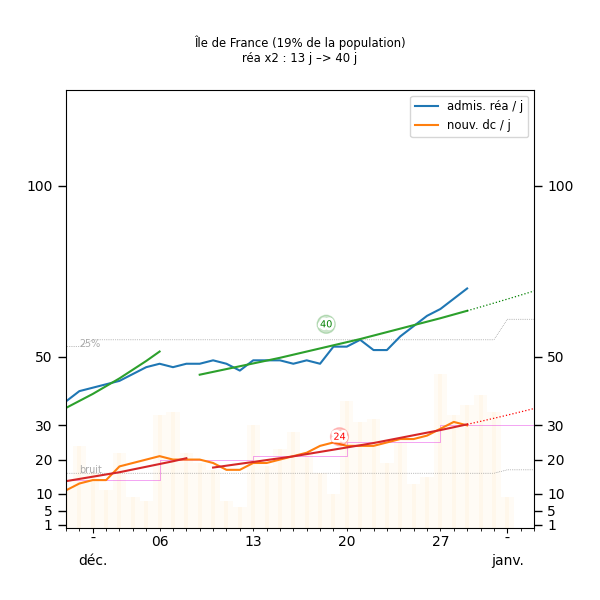 Île de France (19% de la population)
réa x2 : 13 j –> 40 j
admis. réa / j
nouv. dc / j
100
100
40
25%
50
50
24
30
30
bruit
20
20
10
10
5
5
1
1
- 06 13 20 27 -
déc. janv.